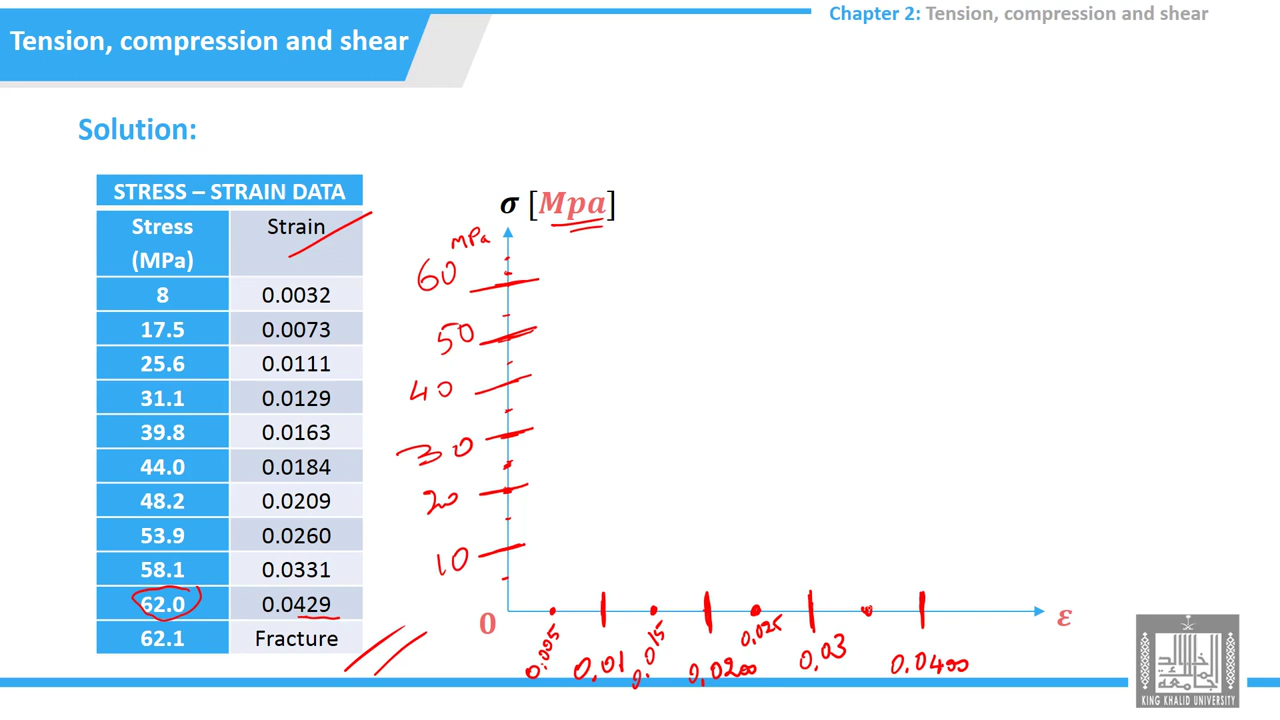 Chapter 2: Tension, compression and shear
Tension, compression and shear
Solution:
STRESS – STRAIN DATA
Stress (MPa) Strain
8 0.0032
17.5 0.0073
25.6 0.0111
31.1 0.0129
39.8 0.0163
44.0 0.0184
48.2 0.0209
53.9 0.0260
58.1 0.0331
62.0 0.0429
62.1 Fracture
σ [Mpa]
MPa
60
50
40
30
20
10
0
ε
0.005
0,01
0.015
0,0200
0,025
0,03
0,0400
جامعة الملك خالد
KING KHALID UNIVERSITY